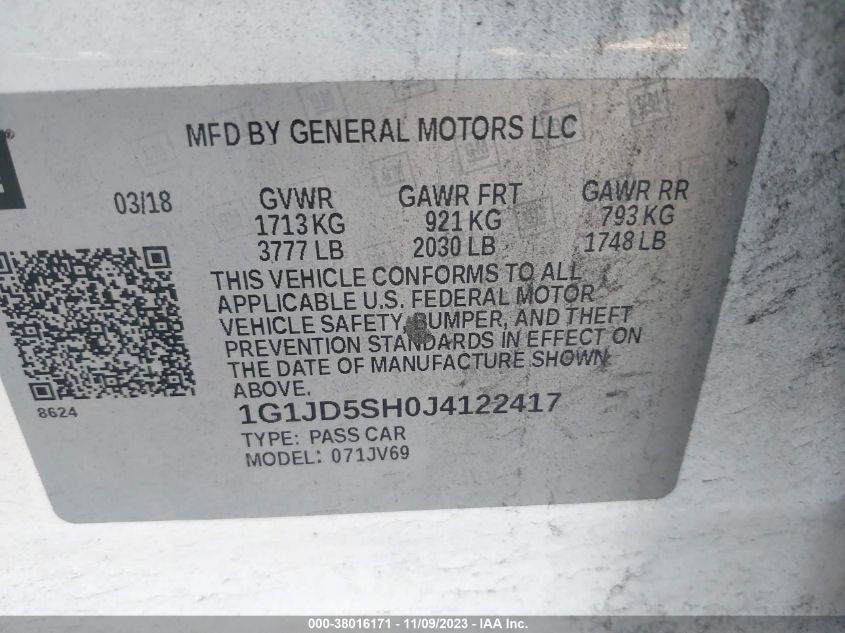 MFD BY GENERAL MOTORS LLC
03/18 GVWR GAWR FRT GAWR RR
1713 KG 921 KG 793 KG
3777 LB 2030 LB 1748 LB
THIS VEHICLE CONFORMS TO ALL
APPLICABLE U.S. FEDERAL MOTOR
VEHICLE SAFETY, BUMPER, AND THEFT
PREVENTION STANDARDS IN EFFECT ON
THE DATE OF MANUFACTURE SHOWN
ABOVE.
8624
1G1JD5SH0J4122417
TYPE: PASS CAR
MODEL: 071JV69
000-38016171 - 11/09/2023 - IAA Inc.